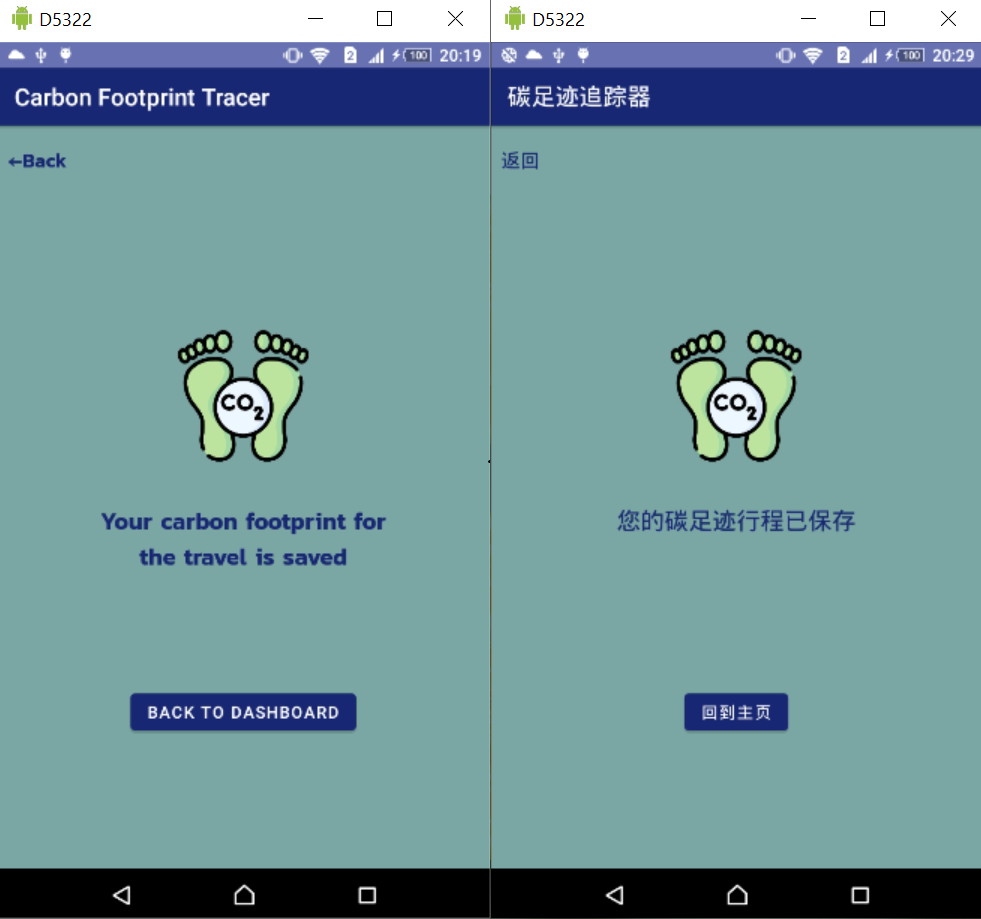 D5322
2 100 20:19
Carbon Footprint Tracer
←Back
CO2
Your carbon footprint for
the travel is saved
BACK TO DASHBOARD
D5322
2 100 20:29
碳足迹追踪器
返回
CO2
您的碳足迹行程已保存
回到主页